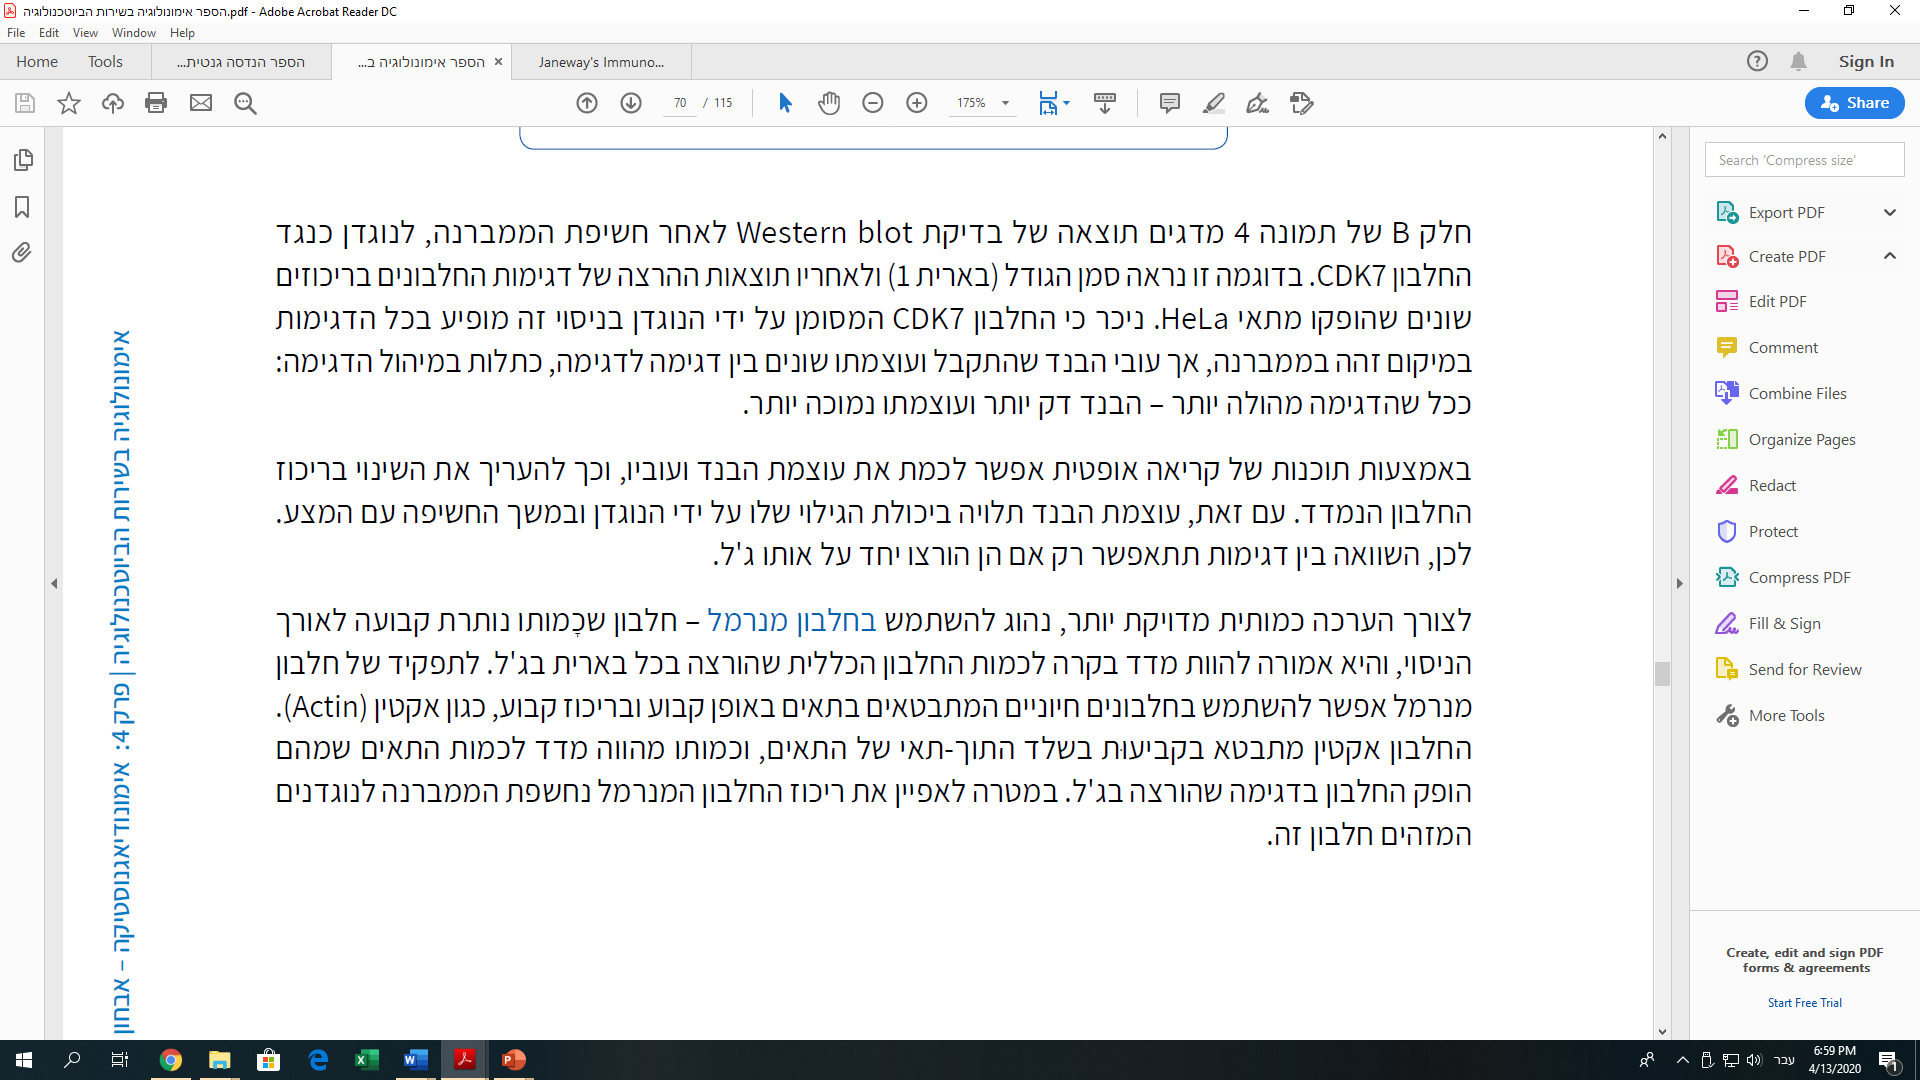 הספר אימונולוגיה בשירות הביוטכנולוגיה.pdf - Adobe Acrobat Reader DC
File Edit View Window Help
Home Tools
הספר הנדסה גנטית...
הספר אימונולוגיה ב...
Janeway's Immuno...
Sign In
70 / 115
175%
Share
חלק B של תמונה 4 מדגים תוצאה של בדיקת Western blot לאחר חשיפת הממברנה, לנוגדן כנגד
החלבון CDK7. בדוגמה זו נראה סמן הגודל (בארית 1) ולאחריו תוצאות ההרצה של דגימות החלבונים בריכוזים
שונים שהופקו מתאי HeLa. ניכר כי החלבון CDK7 המסומן על ידי הנוגדן בניסוי זה מופיע בכל הדגימות
במיקום זהה בממברנה, אך עובי הבנד שהתקבל ועוצמתו שונים בין דגימה לדגימה, כתלות במיהול הדגימה:
ככל שהדגימה מהולה יותר – הבנד דק יותר ועוצמתו נמוכה יותר.
באמצעות תוכנות של קריאה אופטית אפשר לכמת את עוצמת הבנד ועוביו, וכך להעריך את השינוי בריכוז
החלבון הנמדד. עם זאת, עוצמת הבנד תלויה ביכולת הגילוי שלו על ידי הנוגדן ובמשך החשיפה עם המצע.
לכן, השוואה בין דגימות תתאפשר רק אם הן הורצו יחד על אותו ג'ל.
לצורך הערכה כמותית מדויקת יותר, נהוג להשתמש בחלבון מנרמל – חלבון שכָמותו נותרת קבועה לאורך
הניסוי, והיא אמורה להוות מדד בקרה לכמות החלבון הכללית שהורצה בכל בארית בג'ל. לתפקיד של חלבון
מנרמל אפשר להשתמש בחלבונים חיוניים המתבטאים בתאים באופן קבוע ובריכוז קבוע, כגון אקטין (Actin).
החלבון אקטין מתבטא בקביעות בשלד התוך-תאי של התאים, וכמותו מהווה מדד לכמות התאים שמהם
הופק החלבון בדגימה שהורצה בג'ל. במטרה לאפיין את ריכוז החלבון המנרמל נחשפת הממברנה לנוגדנים
המזהים חלבון זה.
אימונולוגיה בשירות הביוטכנולוגיה | פרק 4: אימונודיאגנוסטיקה – אבחון
Search 'Compress size'
Export PDF
Create PDF
Edit PDF
Comment
Combine Files
Organize Pages
Redact
Protect
Compress PDF
Fill & Sign
Send for Review
More Tools
Create, edit and sign PDF
forms & agreements
Start Free Trial
עבר
6:59 PM
4/13/2020
1